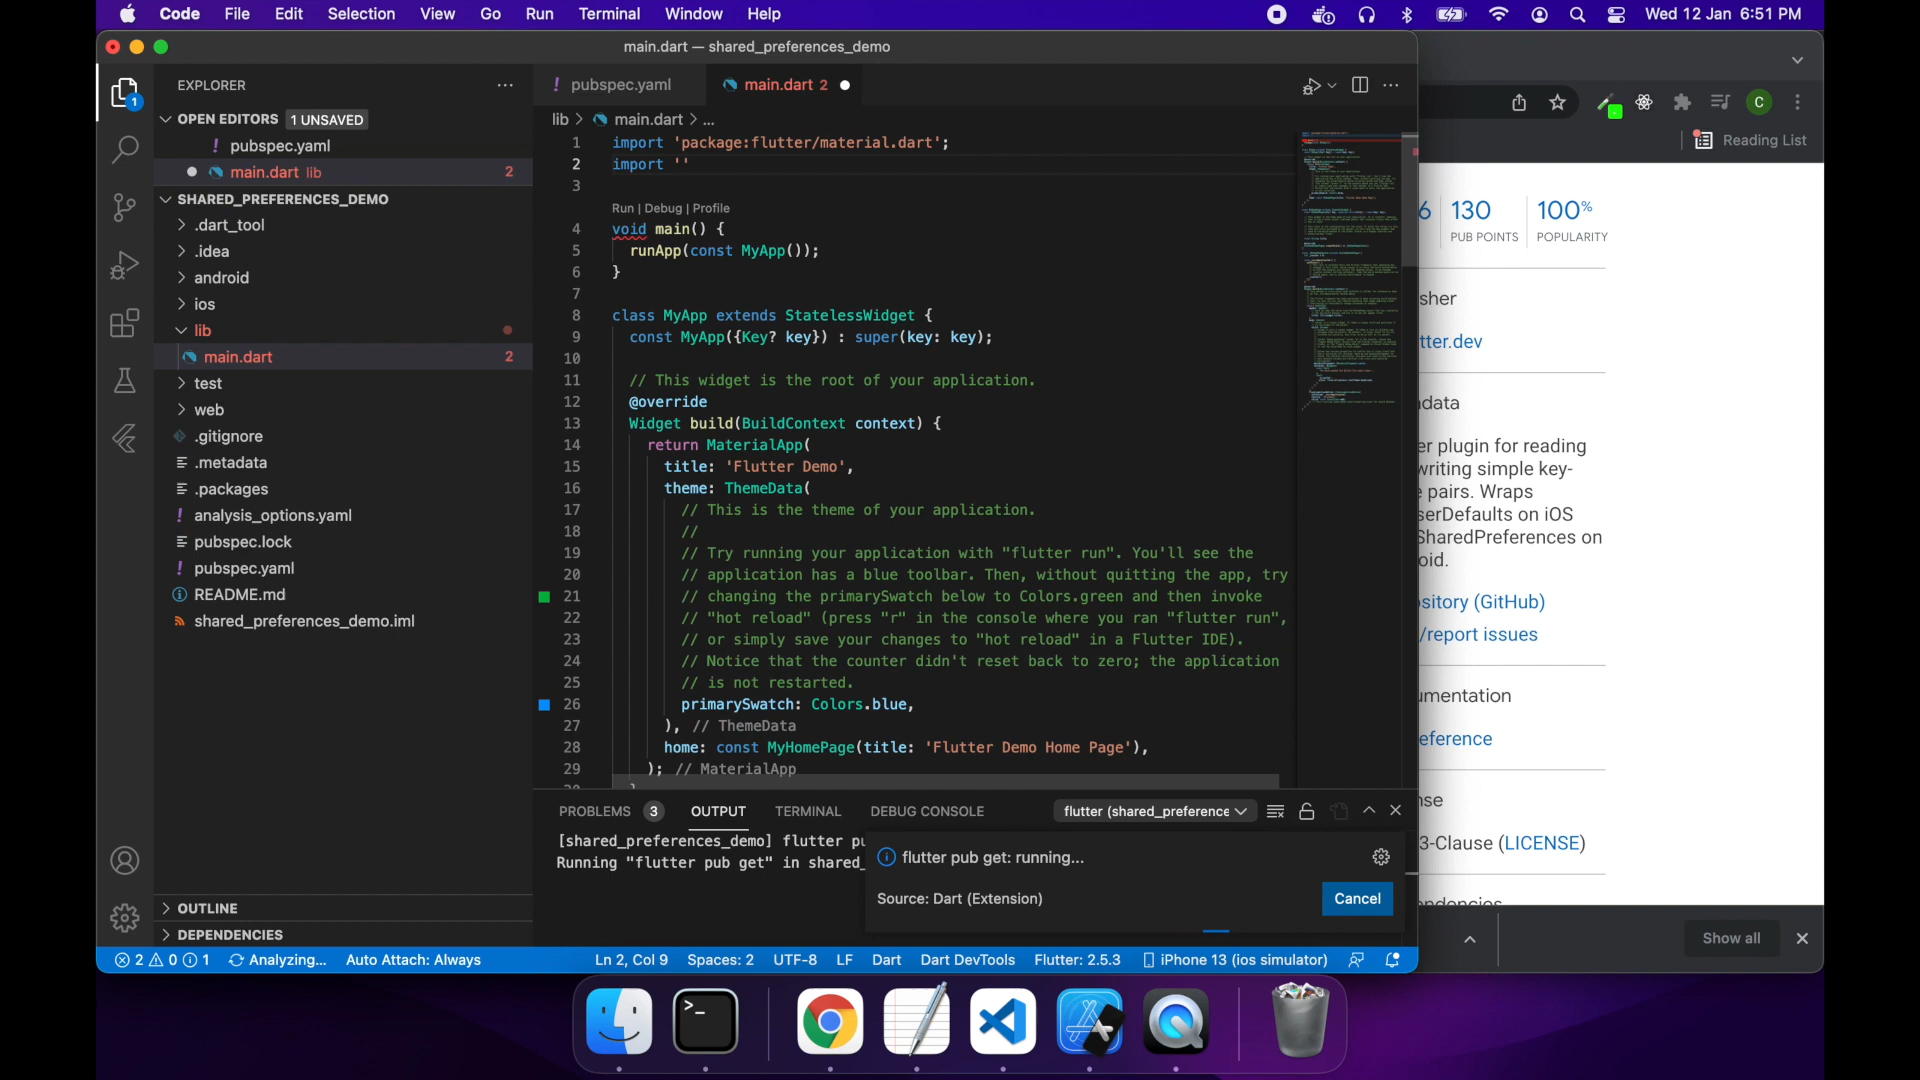 Code File Edit Selection View Go Run Terminal Window Help
Wed 12 Jan 6:51 PM
main.dart — shared_preferences_demo
EXPLORER
OPEN EDITORS 1 UNSAVED
! pubspec.yaml
main.dart lib 2
SHARED_PREFERENCES_DEMO
.dart_tool
.idea
android
ios
lib
main.dart 2
test
web
.gitignore
.metadata
.packages
analysis_options.yaml
pubspec.lock
! pubspec.yaml
README.md
shared_preferences_demo.iml
OUTLINE
DEPENDENCIES
! pubspec.yaml
main.dart 2
lib > main.dart > ...
1 import 'package:flutter/material.dart';
2 import ''
3
Run | Debug | Profile
4 void main() {
5 runApp(const MyApp());
6 }
7
8 class MyApp extends StatelessWidget {
9 const MyApp({Key? key}) : super(key: key);
10
11 // This widget is the root of your application.
12 @override
13 Widget build(BuildContext context) {
14 return MaterialApp(
15 title: 'Flutter Demo',
16 theme: ThemeData(
17 // This is the theme of your application.
18 //
19 // Try running your application with "flutter run". You'll see the
20 // application has a blue toolbar. Then, without quitting the app, try
21 // changing the primarySwatch below to Colors.green and then invoke
22 // "hot reload" (press "r" in the console where you ran "flutter run",
23 // or simply save your changes to "hot reload" in a Flutter IDE).
24 // Notice that the counter didn't reset back to zero; the application
25 // is not restarted.
26 primarySwatch: Colors.blue,
27 ), // ThemeData
28 home: const MyHomePage(title: 'Flutter Demo Home Page'),
29 ); // MaterialApp
PROBLEMS 3 OUTPUT TERMINAL DEBUG CONSOLE flutter (shared_preference
[shared_preferences_demo] flutter pu
Running "flutter pub get" in shared_
flutter pub get: running...
Source: Dart (Extension)
Cancel
2 0 1 Analyzing... Auto Attach: Always Ln 2, Col 9 Spaces: 2 UTF-8 LF Dart Dart DevTools Flutter: 2.5.3 iPhone 13 (ios simulator)
C
Reading List
6 130 100%
PUB POINTS POPULARITY
sher
tter.dev
data
er plugin for reading
writing simple key-
pairs. Wraps
serDefaults on iOS
SharedPreferences on
oid.
sitory (GitHub)
/report issues
umentation
eference
nse
3-Clause (LICENSE)
Show all